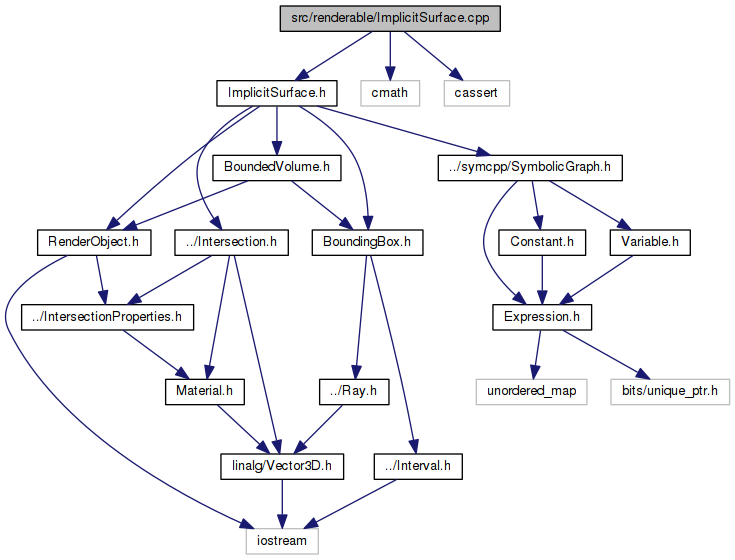 src/renderable/ImplicitSurface.cpp
ImplicitSurface.h
cmath
cassert
BoundedVolume.h
../symcpp/SymbolicGraph.h
RenderObject.h
../Intersection.h
BoundingBox.h
Constant.h
Variable.h
../IntersectionProperties.h
Expression.h
Material.h
../Ray.h
unordered_map
bits/unique_ptr.h
linalg/Vector3D.h
../Interval.h
iostream